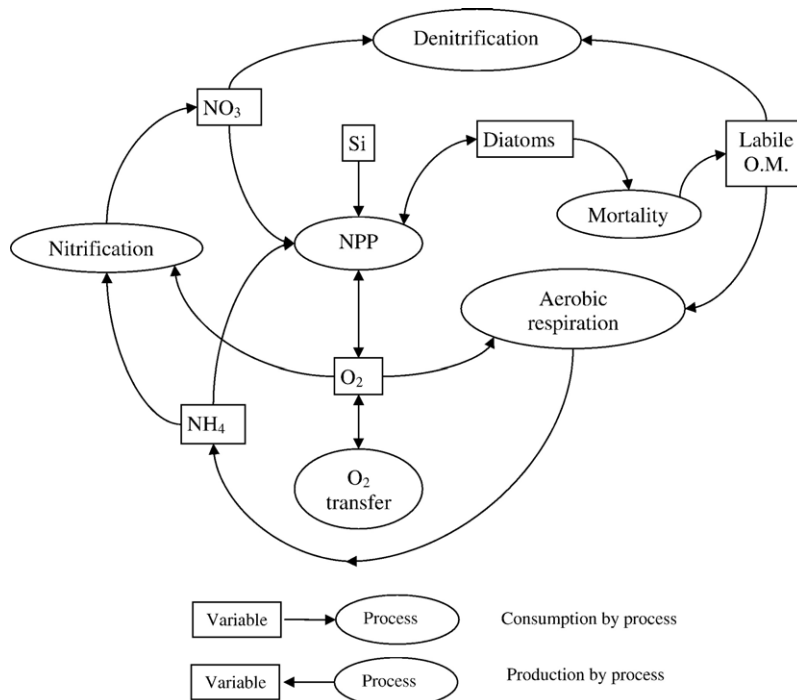 Denitrification
NO₃
Si
Diatoms
Labile
O.M.
Mortality
Nitrification
NPP
Aerobic
respiration
O₂
NH₄
O₂
transfer
Variable
Process
Consumption by process
Variable
Process
Production by process